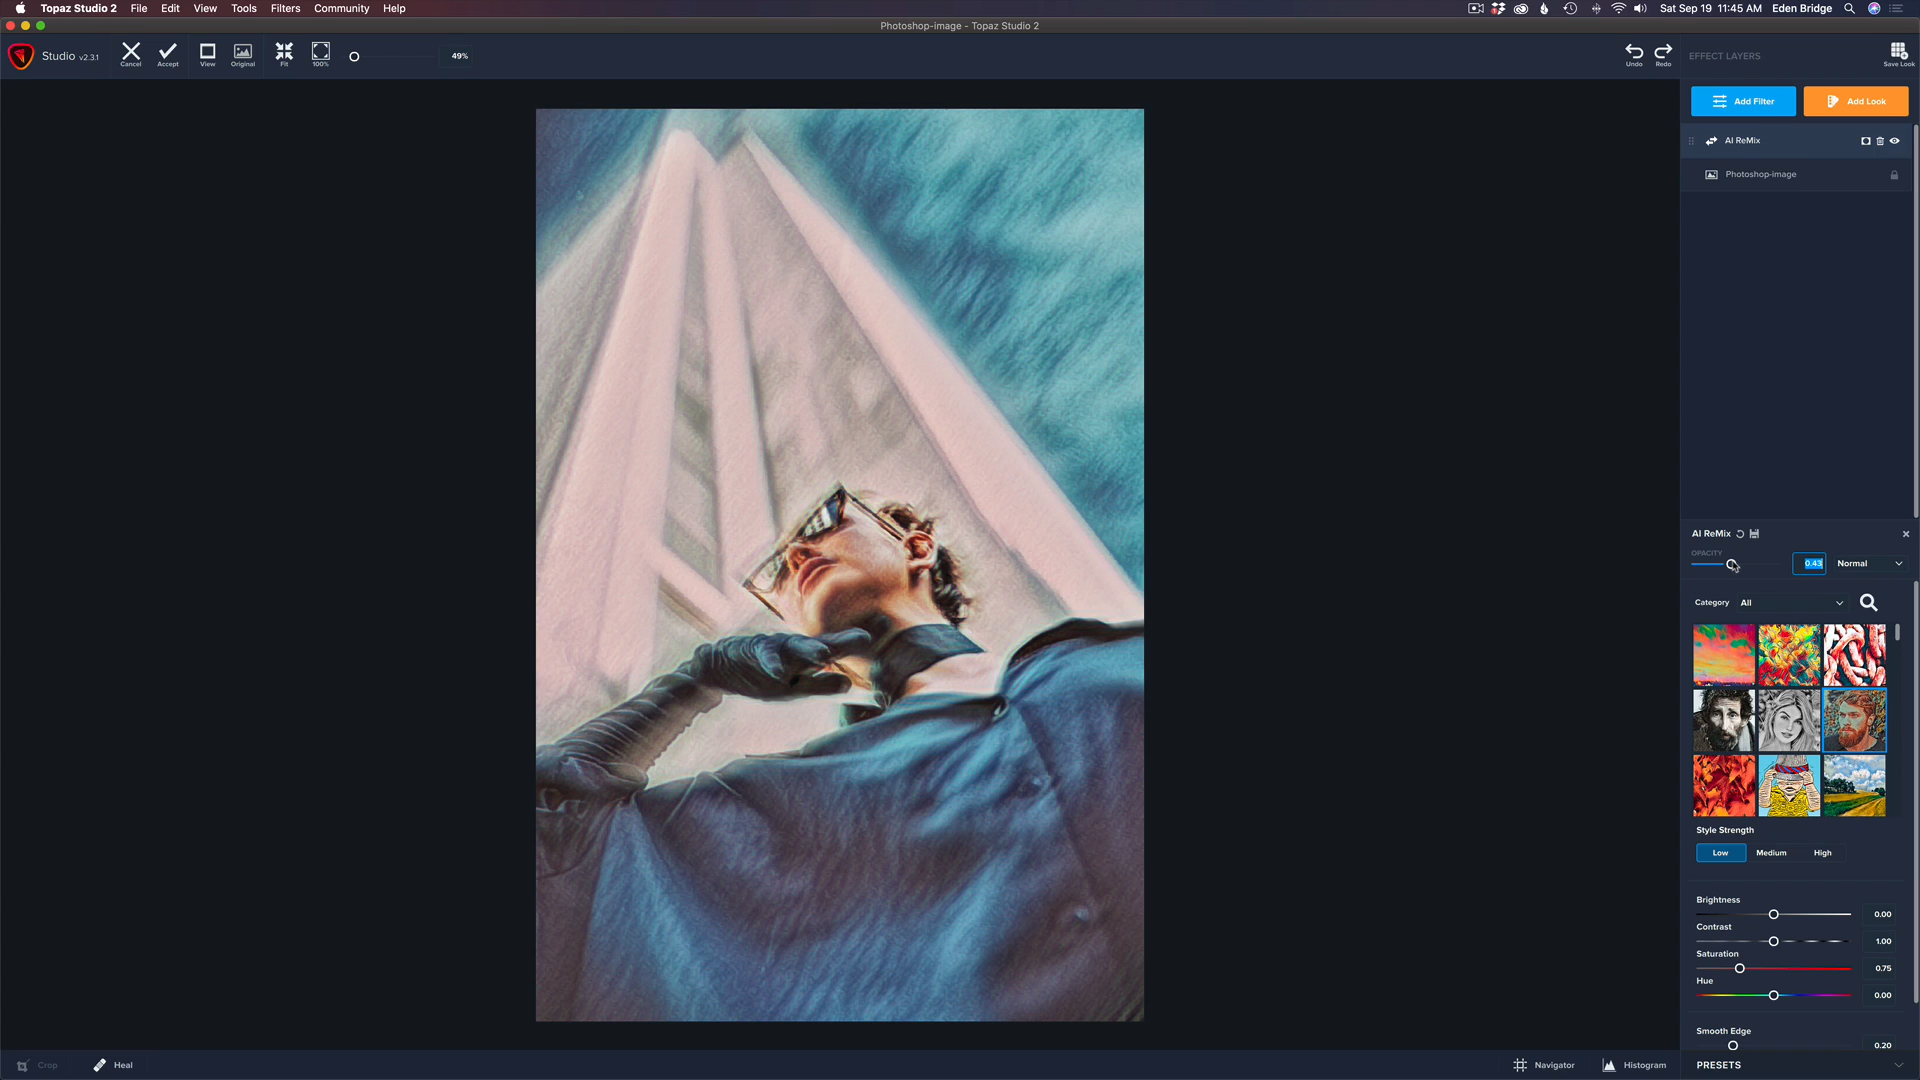 Topaz Studio 2 File Edit View Tools Filters Community Help
Sat Sep 19 11:45 AM Eden Bridge
Photoshop-image - Topaz Studio 2
Studio v2.3.1
Cancel Accept View Original Fit 100%
49%
Undo Redo
EFFECT LAYERS
Save Look
Add Filter Add Look
AI ReMix
Photoshop-image
AI ReMix
OPACITY
0.43 Normal
Category All
Style Strength
Low Medium High
Brightness
0.00
Contrast
1.00
Saturation
0.75
Hue
0.00
Smooth Edge
0.20
Crop Heal Navigator Histogram
PRESETS